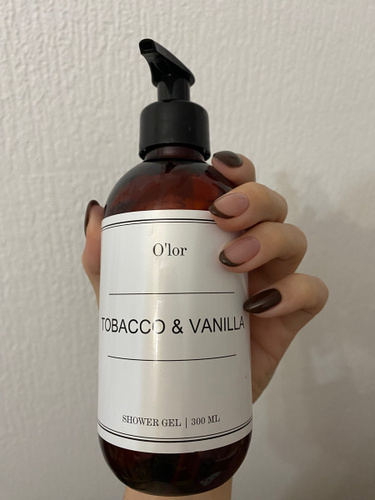 O'lor
TOBACCO & VANILLA
SHOWER GEL | 300 ML